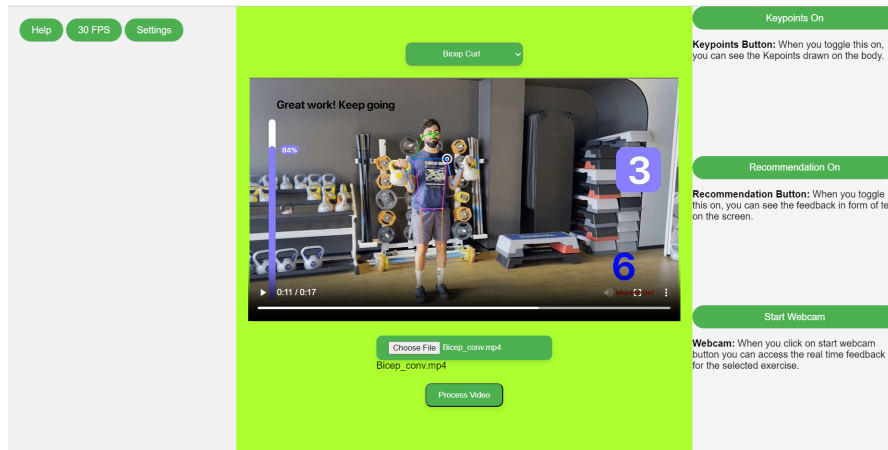 Help
30 FPS
Settings
Bicep Curl
Great work! Keep going
84%
3
6
0:11 / 0:17
Choose File Bicep_conv.mp4
Bicep_conv.mp4
Process Video
Keypoints On
Keypoints Button: When you toggle this on,
you can see the Kepoints drawn on the body.
Recommendation On
Recommendation Button: When you toggle
this on, you can see the feedback in form of te
on the screen.
Start Webcam
Webcam: When you click on start webcam
button you can access the real time feedback
for the selected exercise.